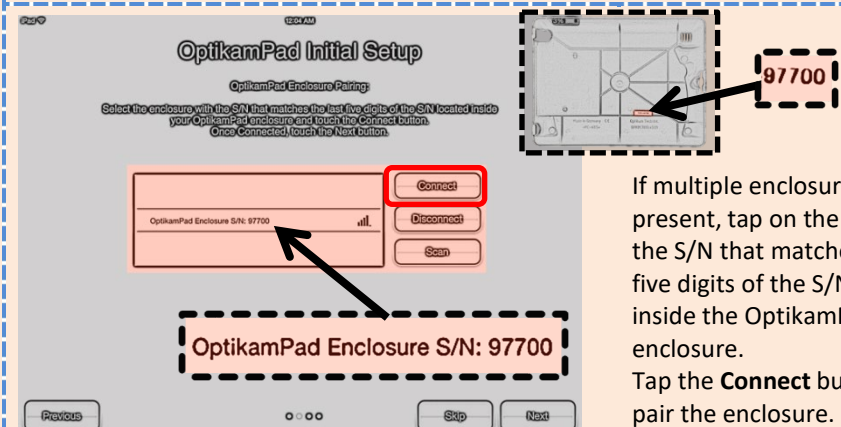 iPad
12:04 AM
OptikamPad Initial Setup
OptikamPad Enclosure Pairing:
Select the enclosure with the S/N that matches the last five digits of the S/N located inside
your OptikamPad enclosure and touch the Connect button.
Once Connected, touch the Next button.
Connect
OptikamPad Enclosure S/N: 97700
Disconnect
Scan
OptikamPad Enclosure S/N: 97700
Previous
Skip
Next
97700
If multiple enclosur
present, tap on the
the S/N that matche
five digits of the S/N
inside the OptikamP
enclosure.
Tap the Connect bu
pair the enclosure.